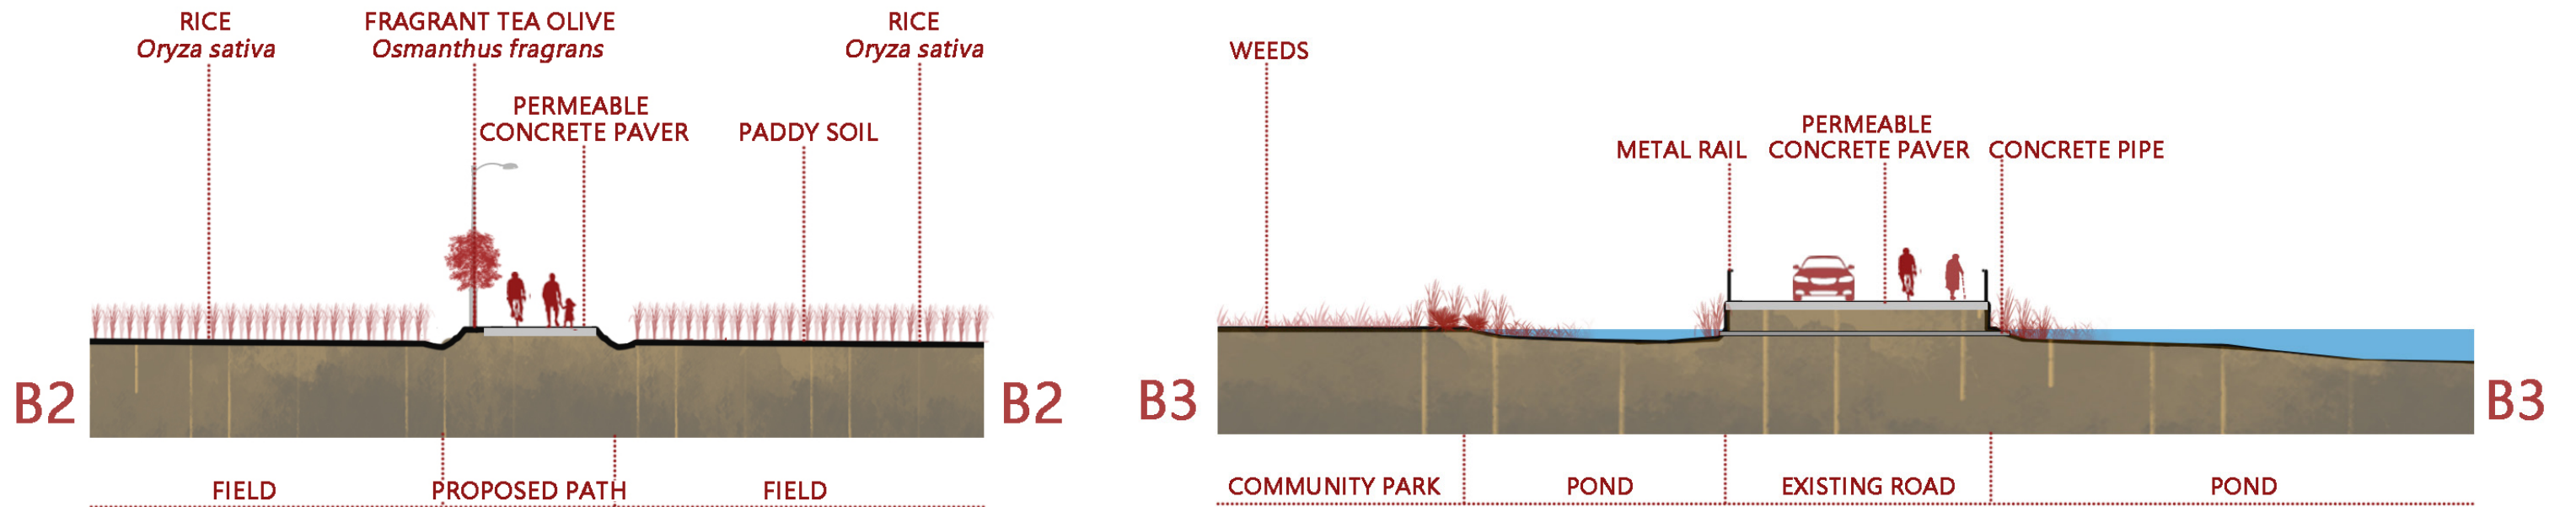 RICE
Oryza sativa
FRAGRANT TEA OLIVE
Osmanthus fragrans
RICE
Oryza sativa
PERMEABLE
CONCRETE PAVER
PADDY SOIL
B2
B2
FIELD
PROPOSED PATH
FIELD
WEEDS
METAL RAIL
PERMEABLE
CONCRETE PAVER
CONCRETE PIPE
B3
B3
COMMUNITY PARK
POND
EXISTING ROAD
POND